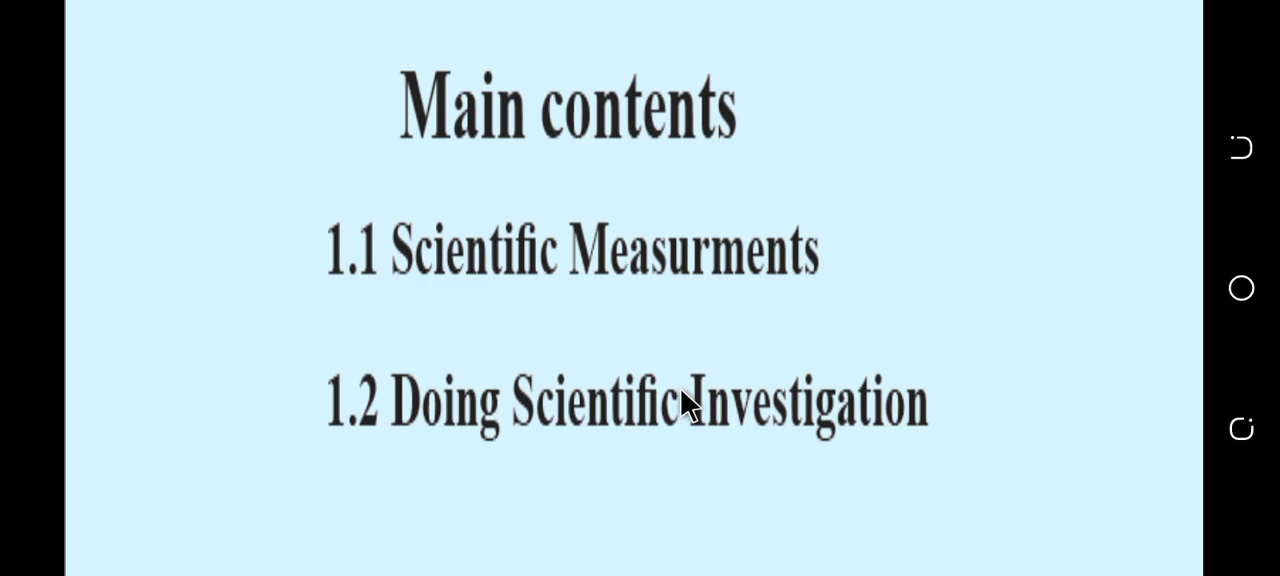 Main contents
1.1 Scientific Measurments
1.2 Doing Scientific Investigation